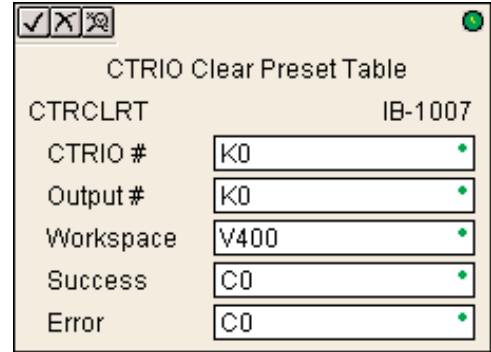 CTRIO Clear Preset Table
CTRCLRT IB-1007
CTRIO # K0
Output # K0
Workspace V400
Success C0
Error C0